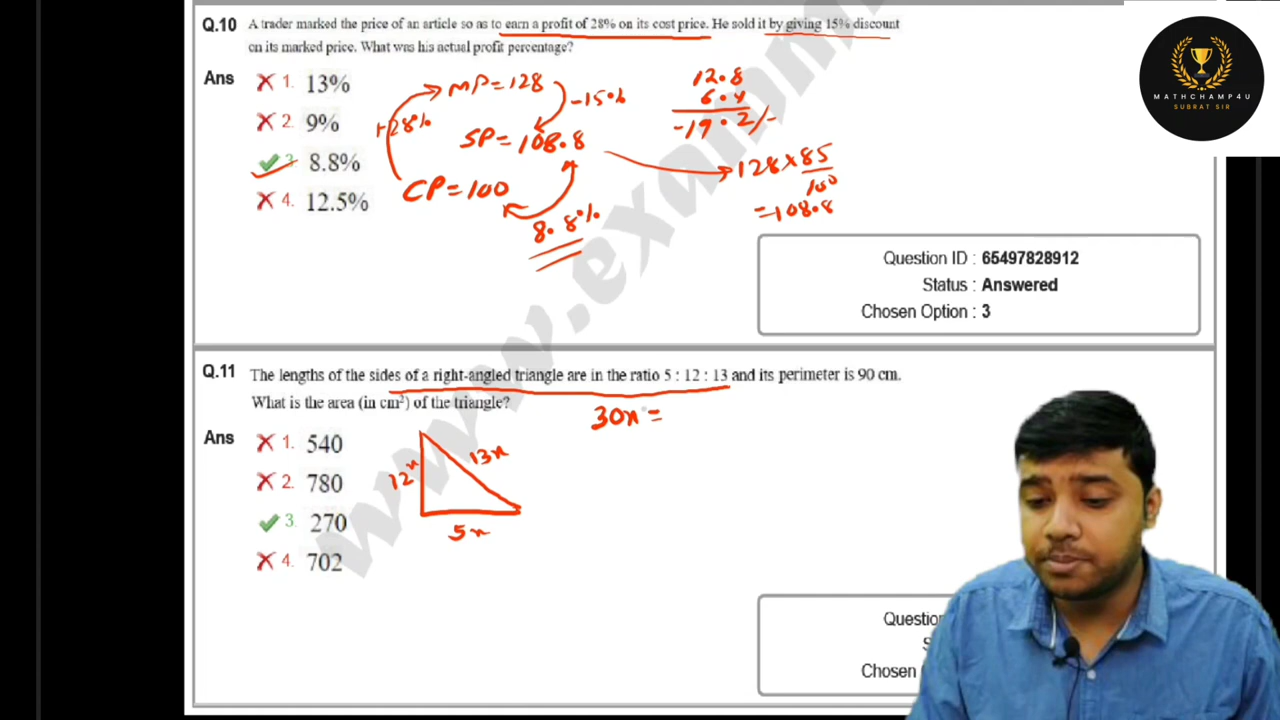 Q.10 A trader marked the price of an article so as to earn a profit of 28% on its cost price. He sold it by giving 15% discount
on its marked price. What was his actual profit percentage?
Ans 1. 13%
2. 9%
3. 8.8%
4. 12.5%
MP=128
-15%
+28%
SP=108.8
CP=100
8.8%
12.8
6.4
-19.2/-
128×85
100
=108.8
MATHCHAMP4U
SUBRAT SIR
Question ID : 65497828912
Status : Answered
Chosen Option : 3
Q.11 The lengths of the sides of a right-angled triangle are in the ratio 5 : 12 : 13 and its perimeter is 90 cm.
What is the area (in cm²) of the triangle?
30x=
Ans 1. 540
2. 780
3. 270
4. 702
12x
13x
5x
Question
S
Chosen
www.exam